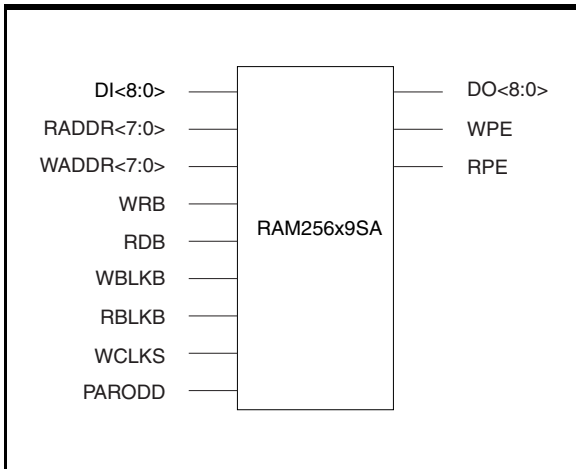 DI<8:0>
RADDR<7:0>
WADDR<7:0>
WRB
RDB
WBLKB
RBLKB
WCLKS
PARODD
RAM256x9SA
DO<8:0>
WPE
RPE